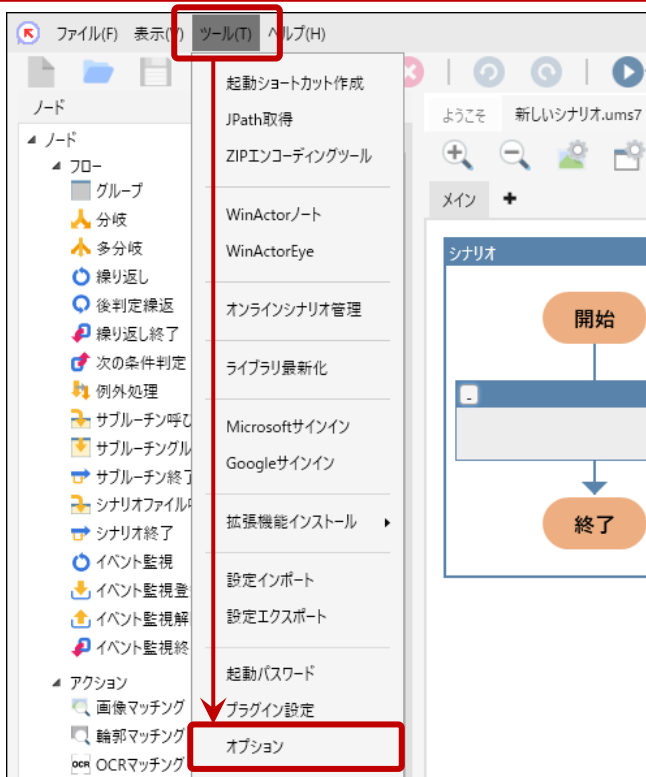 ファイル(F) 表示(V) ツール(T) ヘルプ(H)
ノード
ノード
フロー
グループ
分岐
多分岐
繰り返し
後判定繰返
繰り返し終了
次の条件判定
例外処理
サブルーチン呼び
サブルーチングル
サブルーチン終了
シナリオファイル
シナリオ終了
イベント監視
イベント監視登
イベント監視解
イベント監視終
アクション
画像マッチング
輪郭マッチング
OCR OCRマッチング
起動ショートカット作成
JPath取得
ZIPエンコーディングツール
WinActorノート
WinActorEye
オンラインシナリオ管理
ライブラリ最新化
Microsoftサインイン
Googleサインイン
拡張機能インストール
設定インポート
設定エクスポート
起動パスワード
プラグイン設定
オプション
ようこそ 新しいシナリオ.ums7
メイン
シナリオ
開始
終了